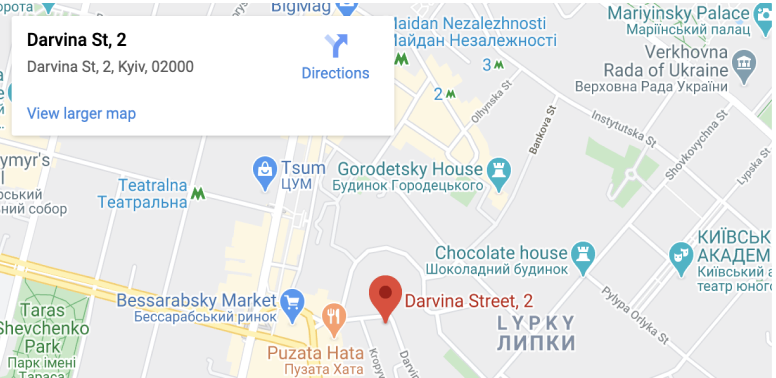 Darvina St, 2
Darvina St, 2, Kyiv, 02000
Directions
View larger map
BigMag
Maidan Nezalezhnosti
Майдан Незалежності
3
2
Olhynska St
Bankova St
Mariyinsky Palace
Маріїнський палац
Verkhovna
Rada of Ukraine
Верховна Рада України
Instytutska St
Shovkovychna St
Lypska St
Tsum
ЦУМ
Gorodetsky House
Будинок Городецького
Teatralna
Театральна
Chocolate house
Шоколадний будинок
КИЇВСЬК
АКАДЕМ
Київський а
театр юног
Pylypa Orlyka St
Bessarabsky Market
Бессарабський ринок
Darvina Street, 2
LYPKY
ЛИПКИ
Puzata Hata
Пузата Хата
Taras
Shevchenko
Park
Парк імені
Тараса
Darvin